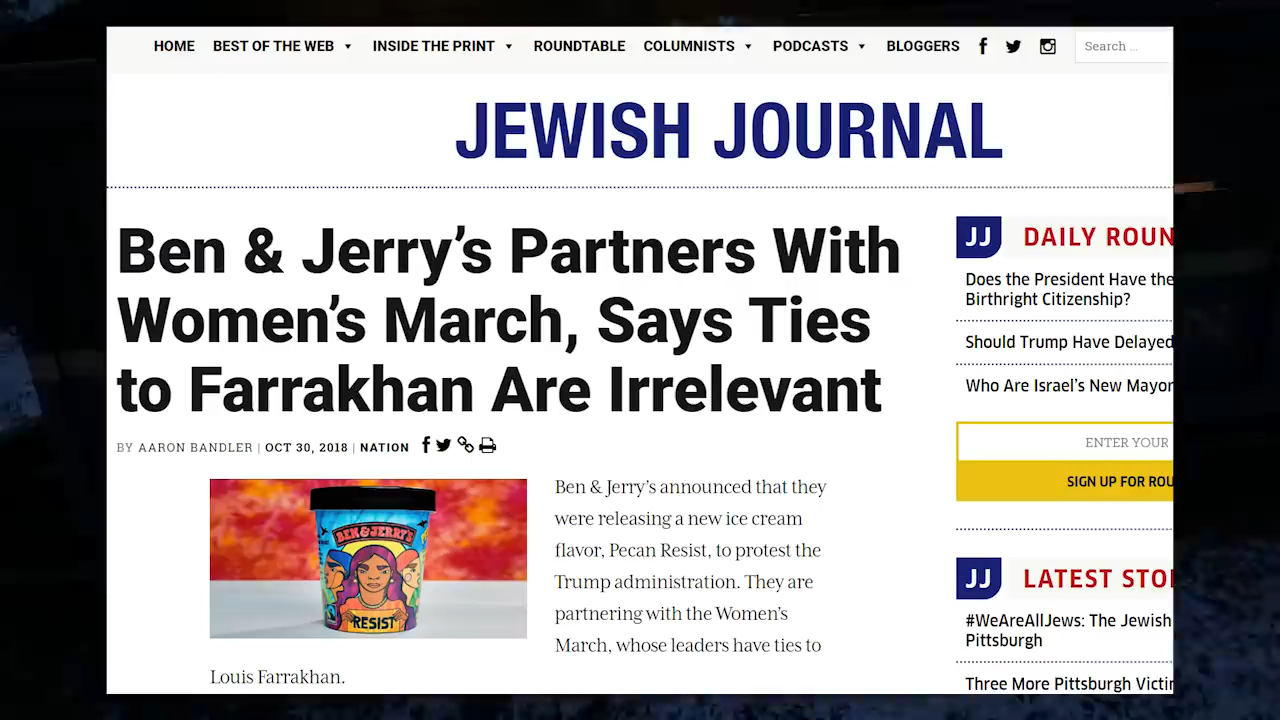 HOME BEST OF THE WEB INSIDE THE PRINT ROUNDTABLE COLUMNISTS PODCASTS BLOGGERS Search ...
JEWISH JOURNAL
Ben & Jerry's Partners With
Women's March, Says Ties
to Farrakhan Are Irrelevant
BY AARON BANDLER | OCT 30, 2018 | NATION
BEN & JERRY'S
RESIST
Ben & Jerry's announced that they
were releasing a new ice cream
flavor, Pecan Resist, to protest the
Trump administration. They are
partnering with the Women's
March, whose leaders have ties to
Louis Farrakhan.
JJ DAILY ROUN
Does the President Have the
Birthright Citizenship?
Should Trump Have Delayed
Who Are Israel's New Mayor
ENTER YOUR
SIGN UP FOR ROU
JJ LATEST STO
#WeAreAllJews: The Jewish
Pittsburgh
Three More Pittsburgh Victi